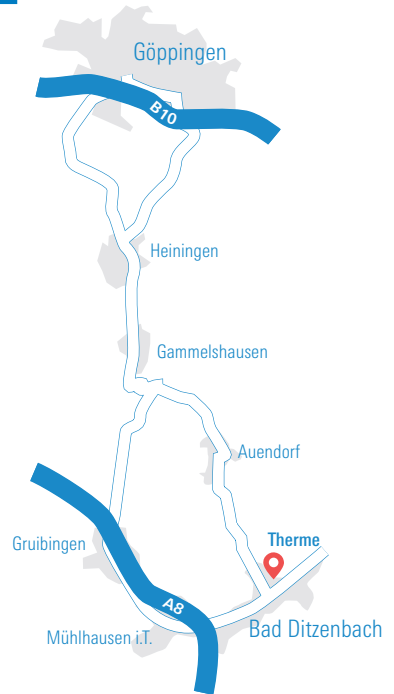 Göppingen
B10
Heiningen
Gammelshausen
Auendorf
Therme
Gruibingen
A8
Bad Ditzenbach
Mühlhausen i.T.